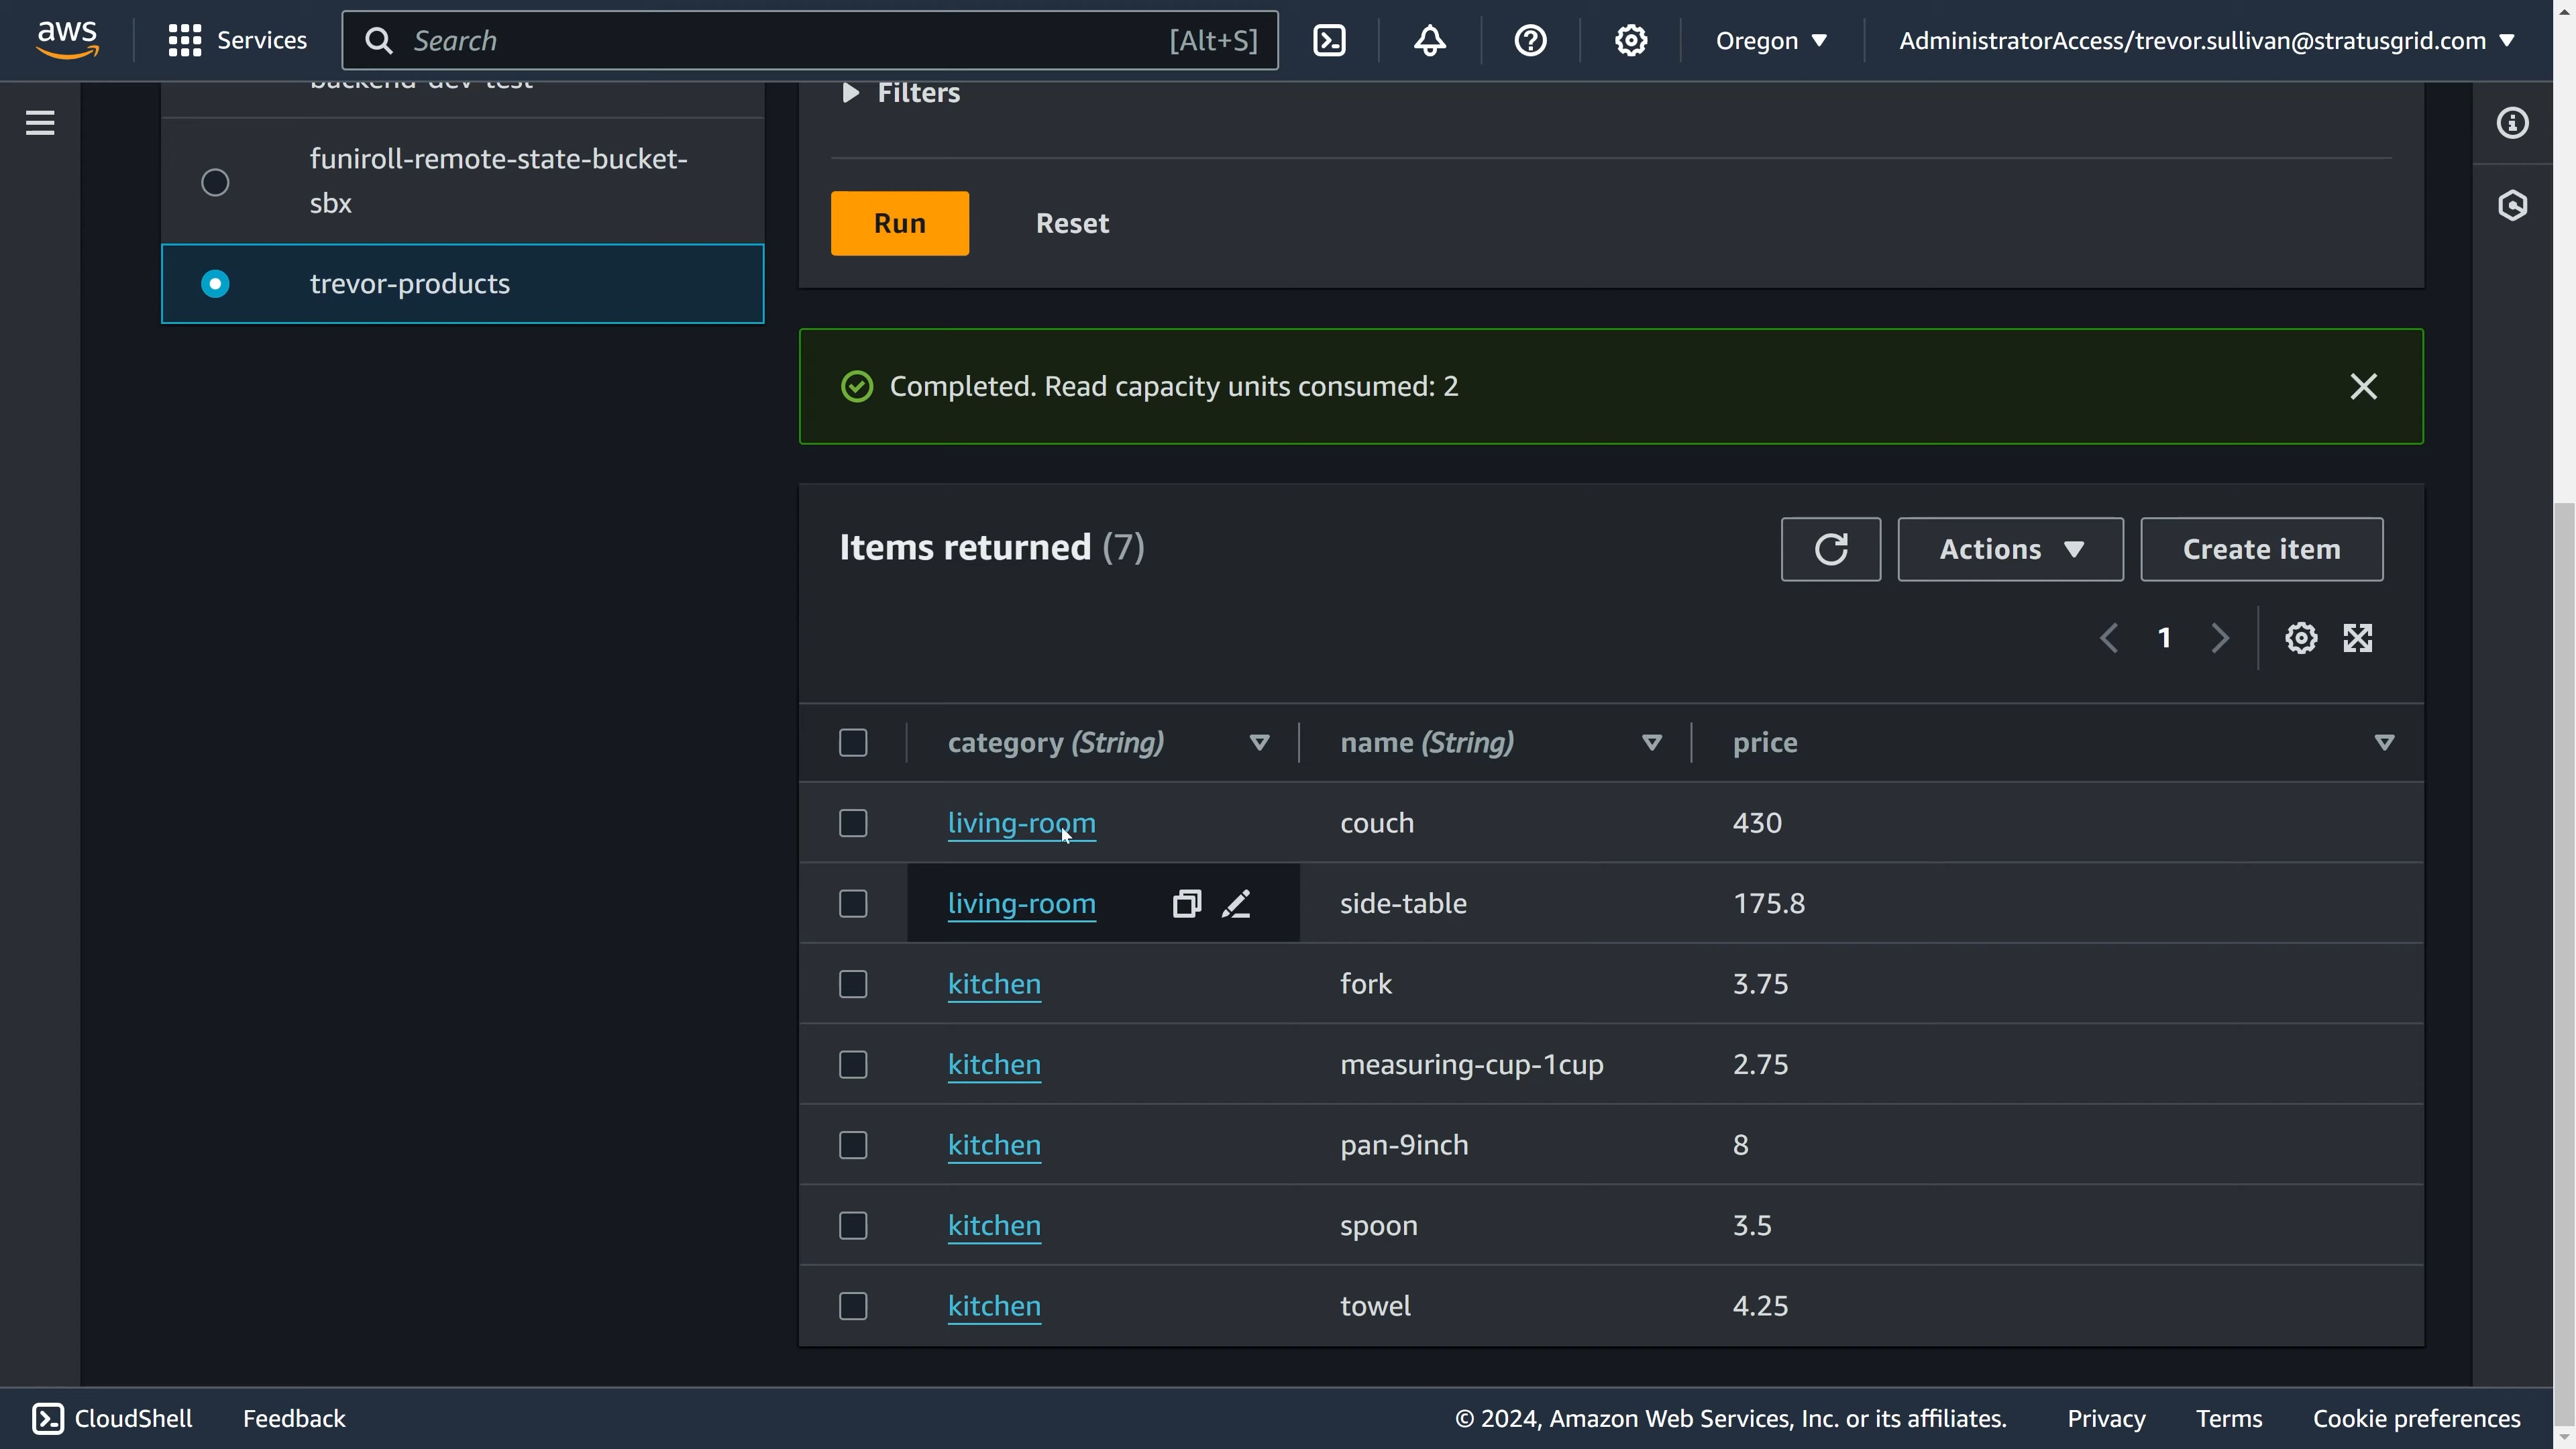 aws
Services
Search
[Alt+S]
Oregon
AdministratorAccess/trevor.sullivan@stratusgrid.com
backend-dev-test
funiroll-remote-state-bucket-
sbx
trevor-products
Filters
Run
Reset
Completed. Read capacity units consumed: 2
Items returned (7)
Actions
Create item
1
category (String) name (String) price
living-room couch 430
living-room side-table 175.8
kitchen fork 3.75
kitchen measuring-cup-1cup 2.75
kitchen pan-9inch 8
kitchen spoon 3.5
kitchen towel 4.25
CloudShell
Feedback
© 2024, Amazon Web Services, Inc. or its affiliates.
Privacy
Terms
Cookie preferences